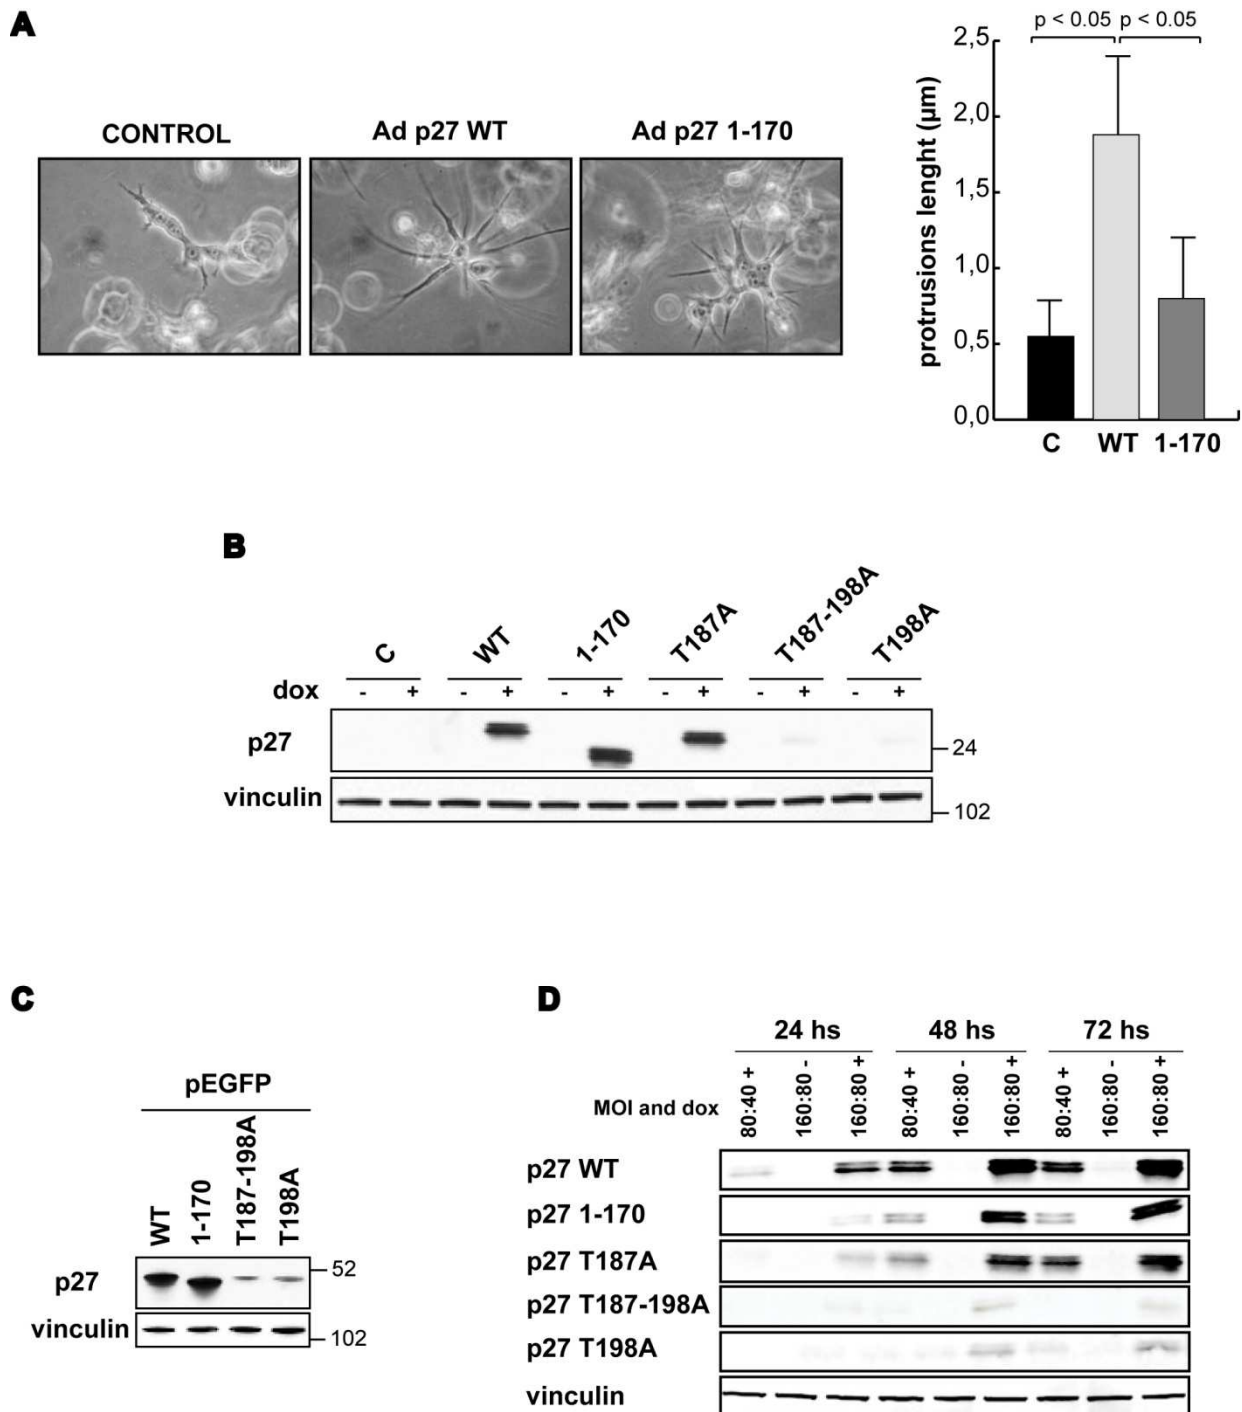 A
CONTROL
Ad p27 WT
Ad p27 1-170
p < 0.05 p < 0.05
protrusions lenght (µm)
2,5
2,0
1,5
1,0
0,5
0,0
C WT 1-170
B
C WT 1-170 T187A T187-198A T198A
dox - + - + - + - + - + - +
p27
24
vinculin
102
C
pEGFP
WT 1-170 T187-198A T198A
p27
52
vinculin
102
D
24 hs 48 hs 72 hs
MOI and dox 80:40 + 160:80 - 160:80 + 80:40 + 160:80 - 160:80 + 80:40 + 160:80 - 160:80 +
p27 WT
p27 1-170
p27 T187A
p27 T187-198A
p27 T198A
vinculin